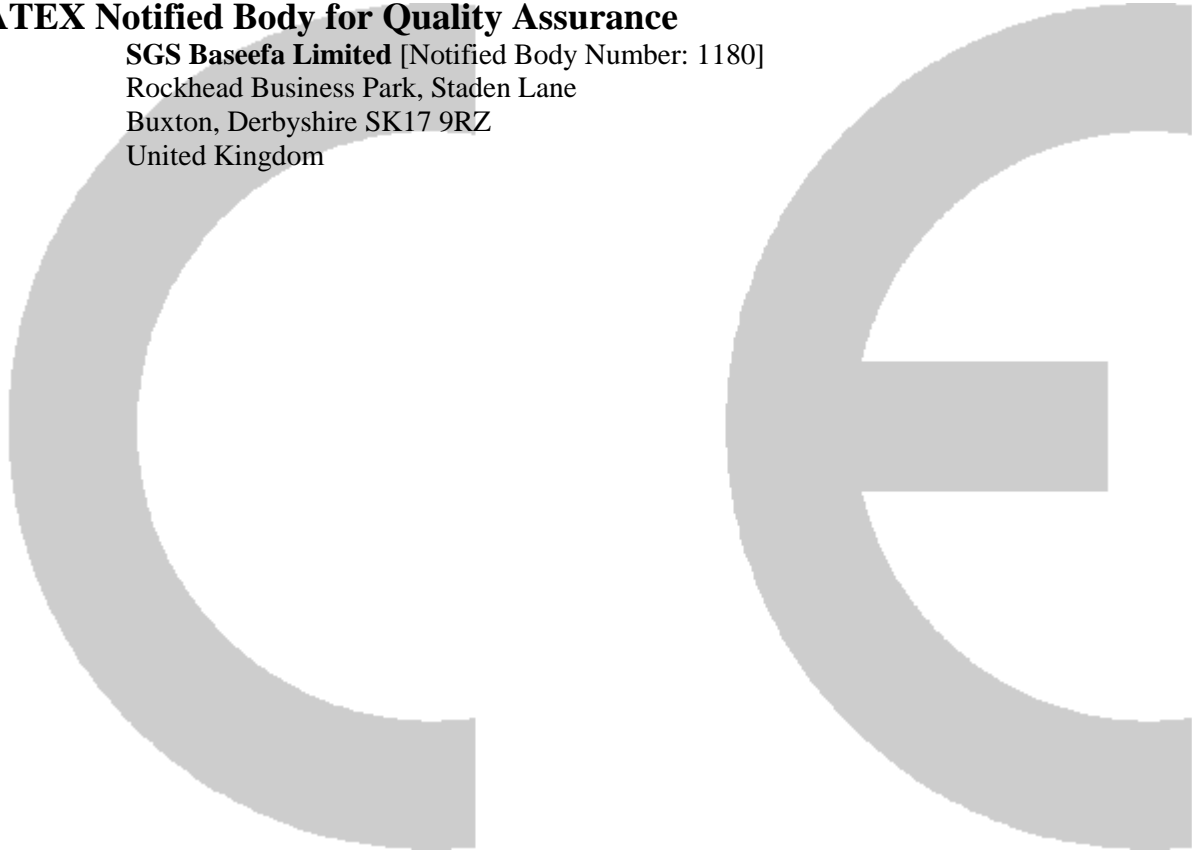 ATEX Notified Body for Quality Assurance
SGS Baseefa Limited [Notified Body Number: 1180]
Rockhead Business Park, Staden Lane
Buxton, Derbyshire SK17 9RZ
United Kingdom